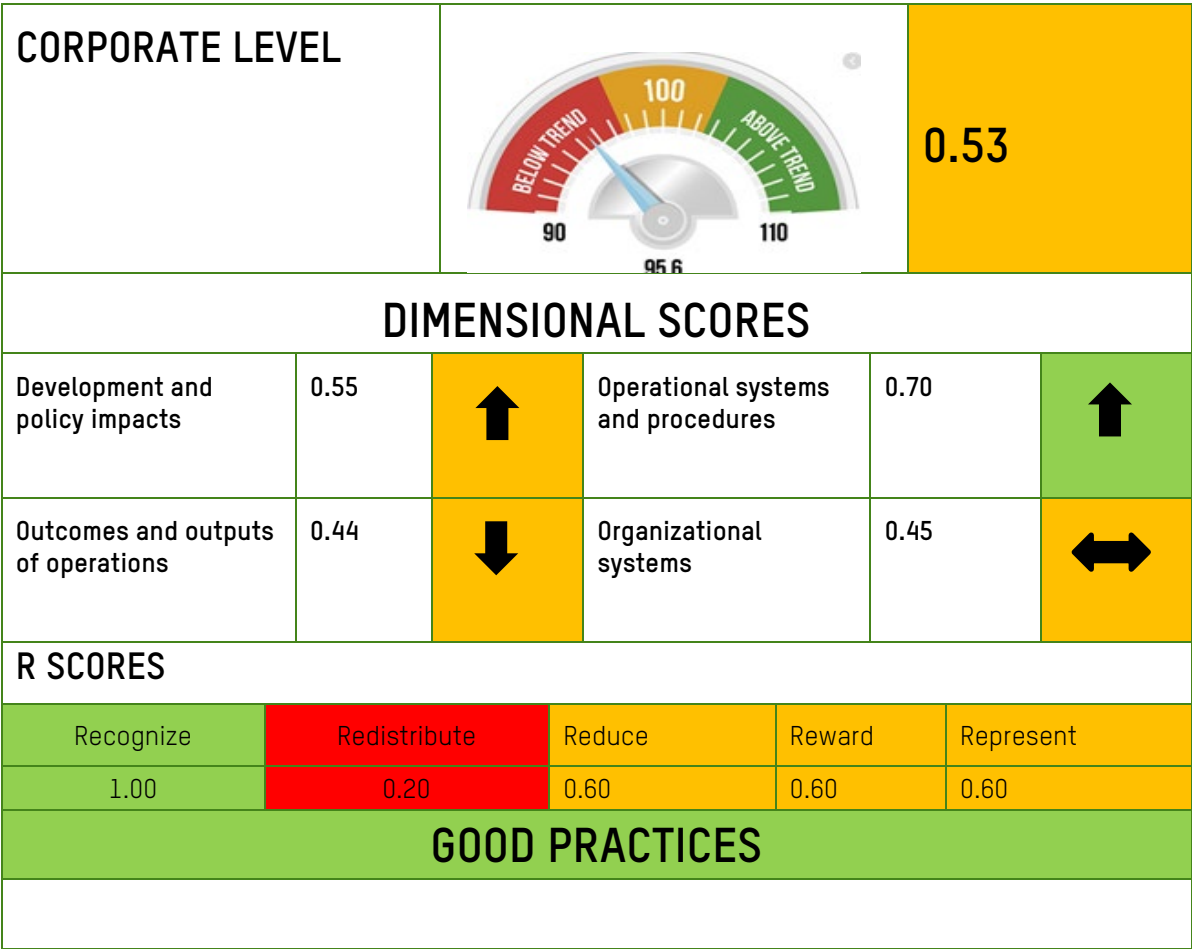 CORPORATE LEVEL
BELOW TREND
100
ABOVE TREND
90
110
95.6
0.53
DIMENSIONAL SCORES
Development and
policy impacts
0.55
Operational systems
and procedures
0.70
Outcomes and outputs
of operations
0.44
Organizational
systems
0.45
R SCORES
Recognize Redistribute Reduce Reward Represent
1.00 0.20 0.60 0.60 0.60
GOOD PRACTICES